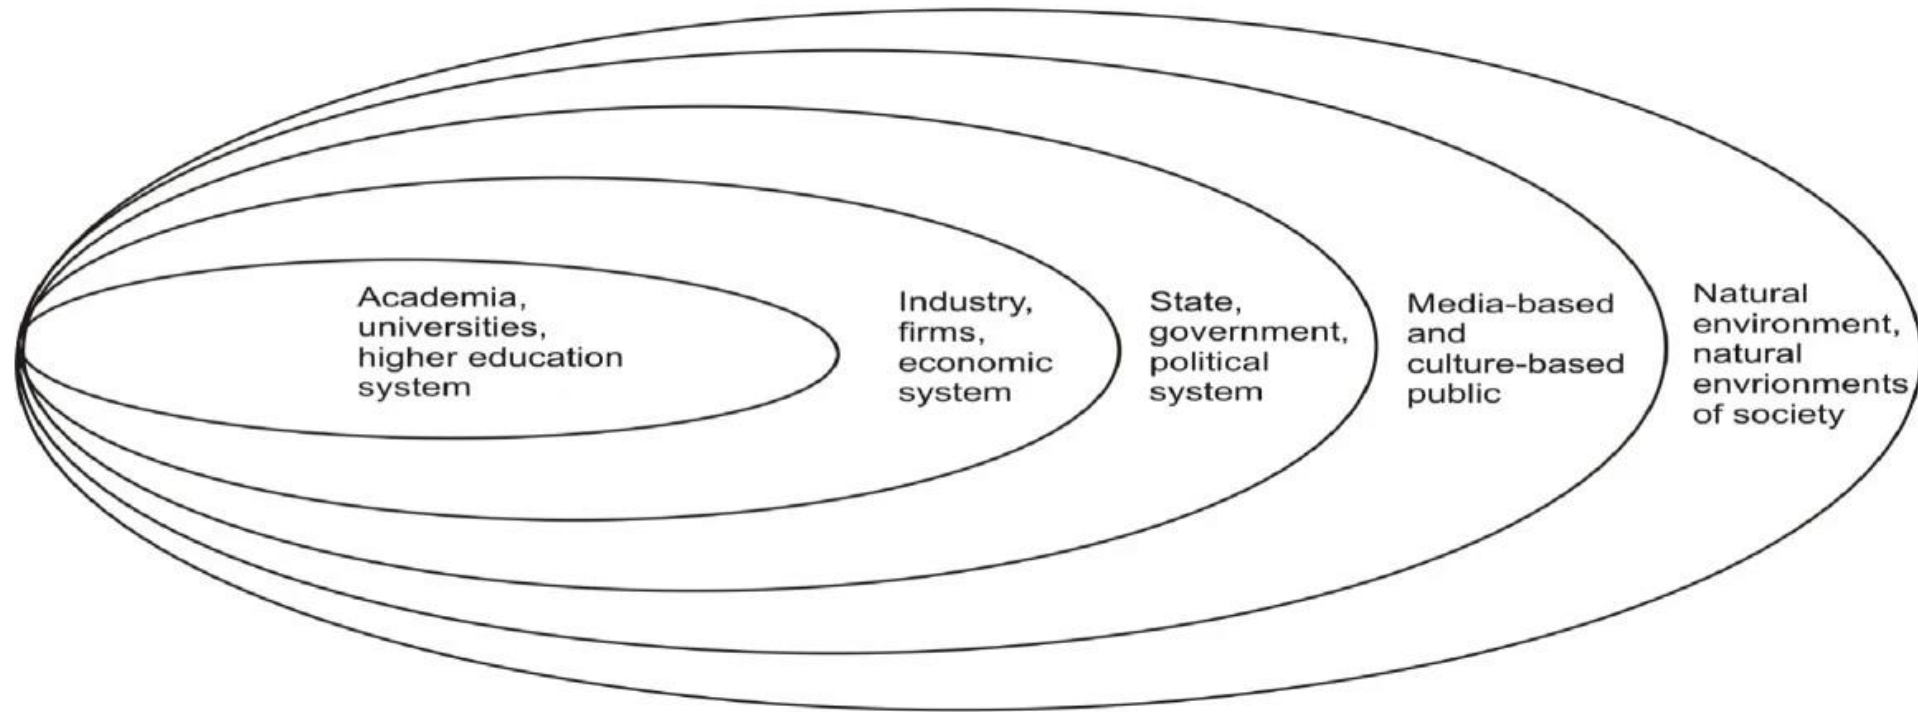 Academia,
universities,
higher education
system
Industry,
firms,
economic
system
State,
government,
political
system
Media-based
and
culture-based
public
Natural
environment,
natural
envrionments
of society